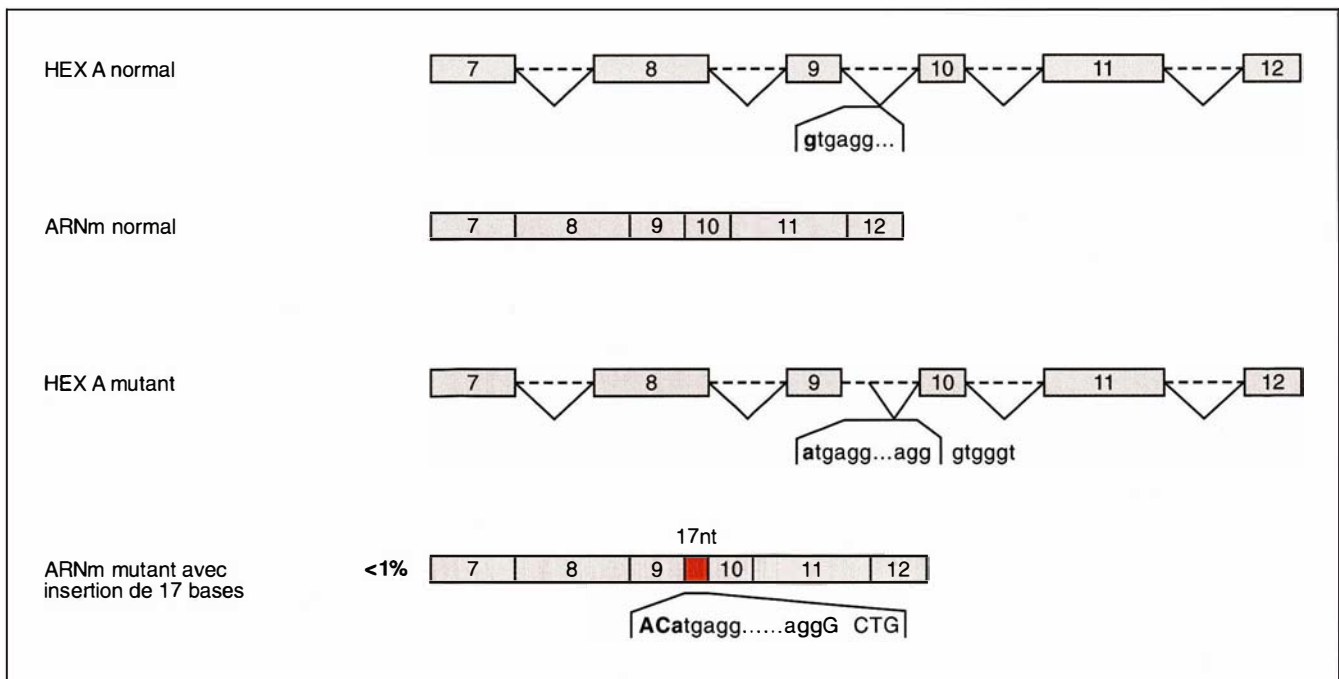 HEX A normal
7 8 9 10 11 12
gtgagg...
ARNm normal
7 8 9 10 11 12
HEX A mutant
7 8 9 10 11 12
atgagg...agg gtgggt
17nt
ARNm mutant avec
insertion de 17 bases
<1% 7 8 9 10 11 12
ACatgagg......aggG CTG